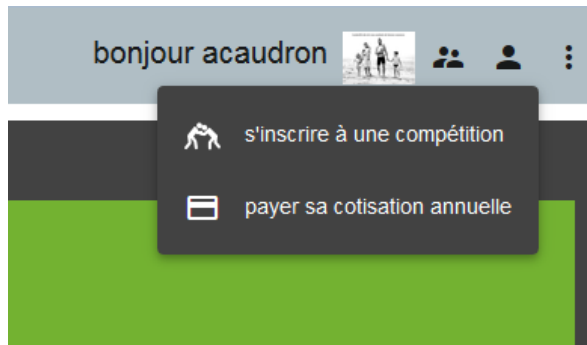 bonjour acaudron
s'inscrire à une compétition
payer sa cotisation annuelle